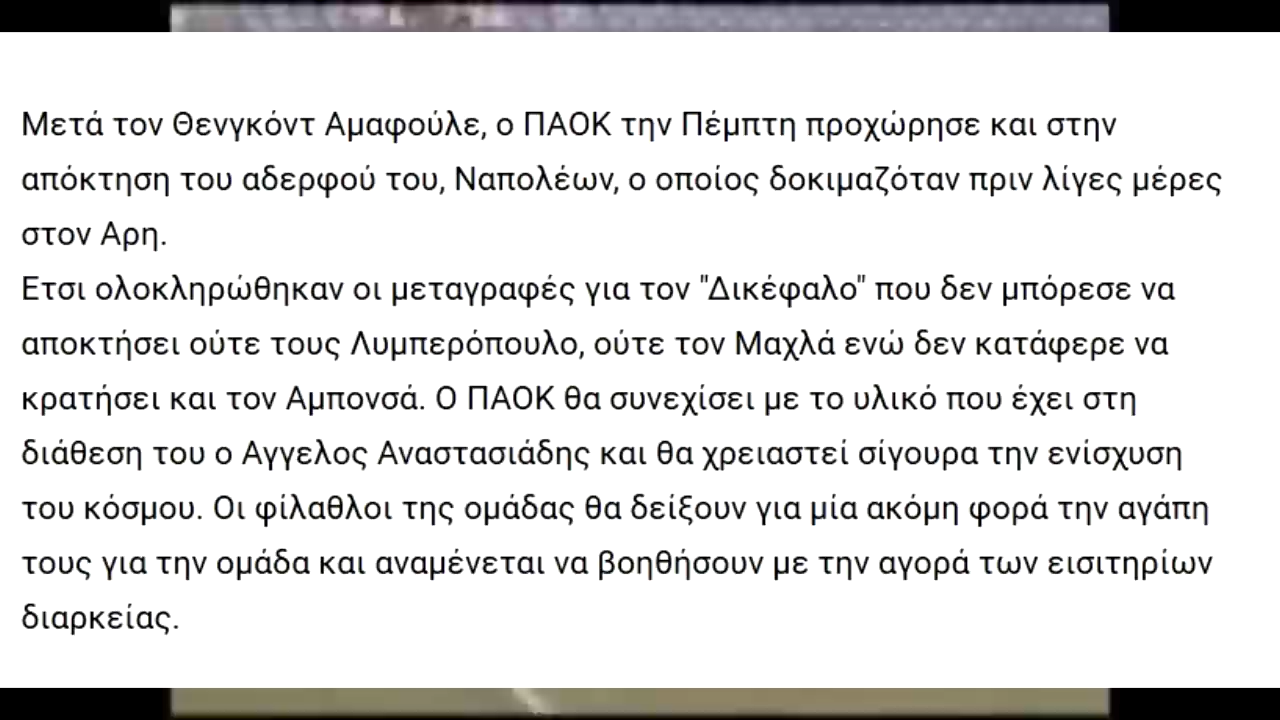 Μετά τον Θενγκόντ Αμαφούλε, ο ΠΑΟΚ την Πέμπτη προχώρησε και στην
απόκτηση του αδερφού του, Ναπολέων, ο οποίος δοκιμαζόταν πριν λίγες μέρες
στον Αρη.
Ετσι ολοκληρώθηκαν οι μεταγραφές για τον "Δικέφαλο" που δεν μπόρεσε να
αποκτήσει ούτε τους Λυμπερόπουλο, ούτε τον Μαχλά ενώ δεν κατάφερε να
κρατήσει και τον Αμπονσά. Ο ΠΑΟΚ θα συνεχίσει με το υλικό που έχει στη
διάθεση του ο Αγγελος Αναστασιάδης και θα χρειαστεί σίγουρα την ενίσχυση
του κόσμου. Οι φίλαθλοι της ομάδας θα δείξουν για μία ακόμη φορά την αγάπη
τους για την ομάδα και αναμένεται να βοηθήσουν με την αγορά των εισιτηρίων
διαρκείας.